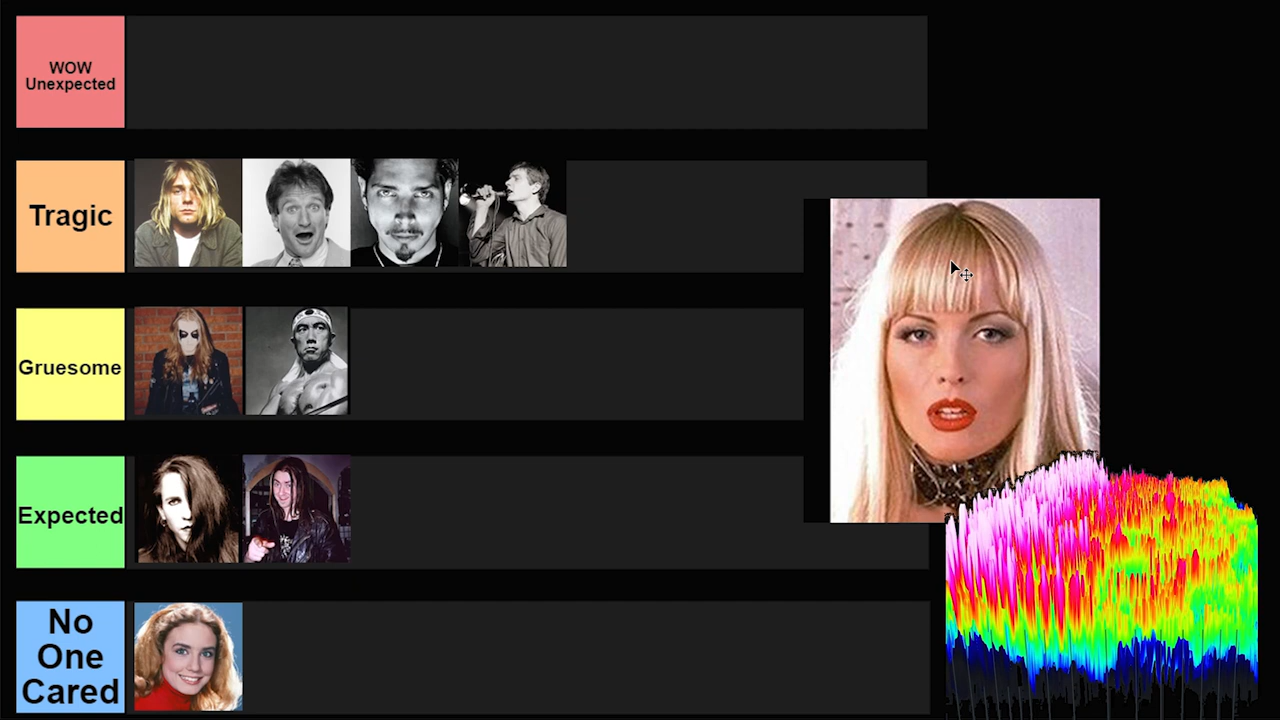 WOW
Unexpected
Tragic
Gruesome
Expected
No
One
Cared